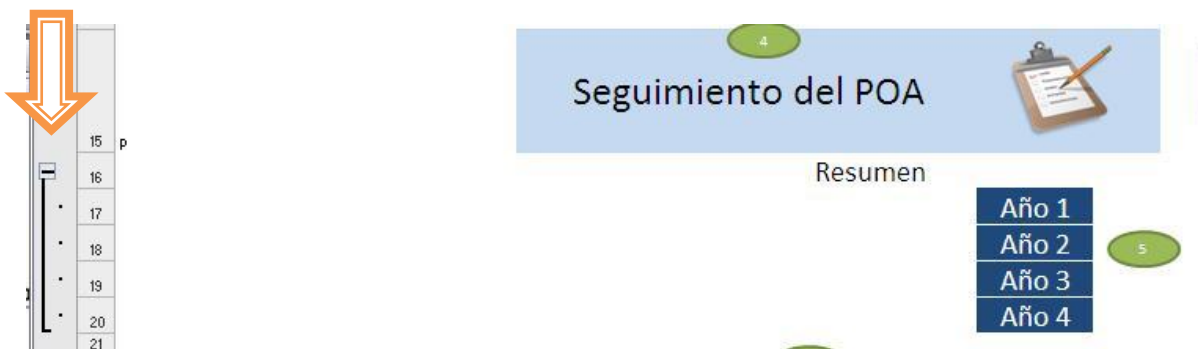 4
Seguimiento del POA
15 p
16
Resumen
17
Año 1
18
Año 2
5
19
Año 3
20
Año 4
21